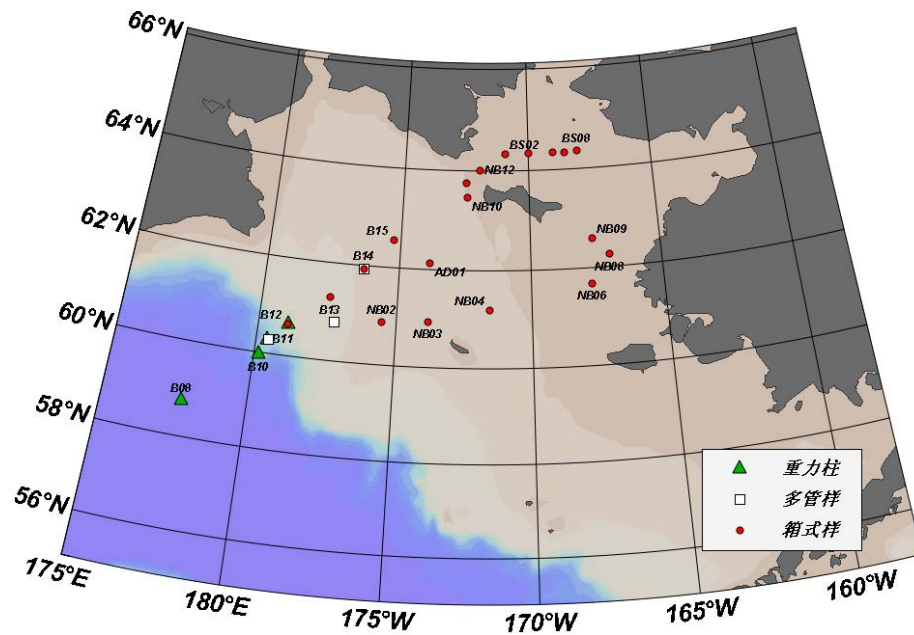 66°N
64°N
62°N
60°N
58°N
56°N
BS02
BS08
NB12
NB10
B15
B14
AD01
NB09
NB08
NB06
NB04
B12
B13
NB02
NB03
B11
B10
B08
重力柱
多管样
箱式样
175°E
180°E
175°W
170°W
165°W
160°W